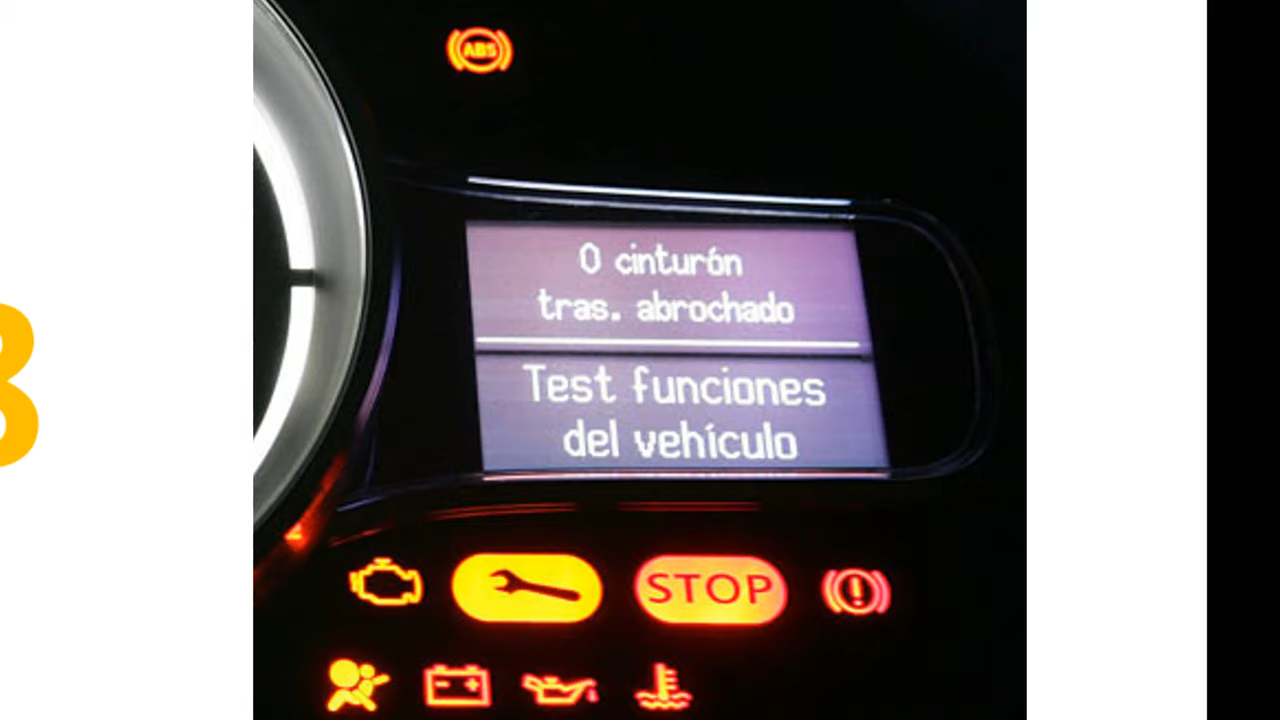 ABS
0 cinturón
tras. abrochado
Test funciones
del vehículo
STOP